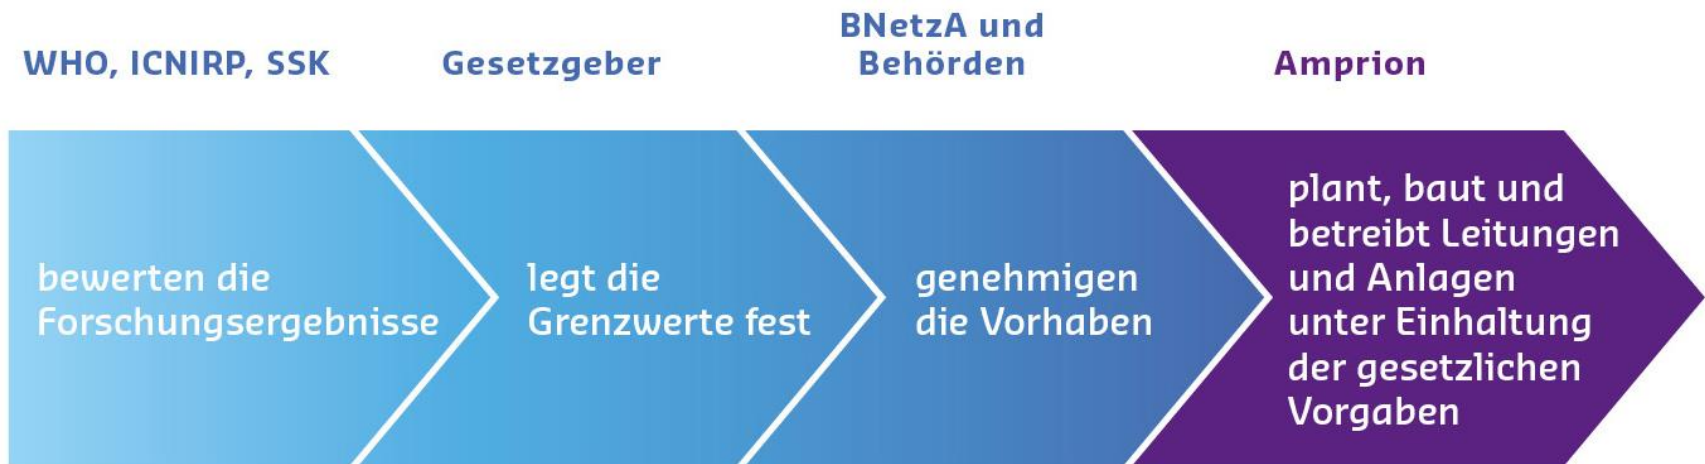 WHO, ICNIRP, SSK
Gesetzgeber
BNetzA und
Behörden
Amprion
bewerten die
Forschungsergebnisse
legt die
Grenzwerte fest
genehmigen
die Vorhaben
plant, baut und
betreibt Leitungen
und Anlagen
unter Einhaltung
der gesetzlichen
Vorgaben